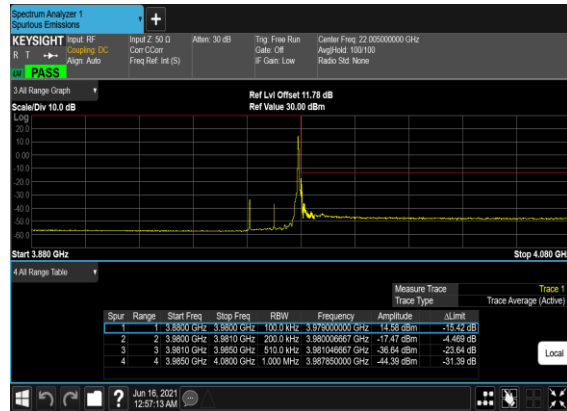 Spectrum Analyzer 1
Spurious Emissions
+
KEYSIGHT Input: RF Input Z: 50 Ω Atten: 30 dB Trig: Free Run Center Freq: 22.005000000 GHz
R T Coupling: DC Corr CCorr Gate: Off Avg|Hold: 100/100
Align: Auto Freq Ref: Int (S) IF Gain: Low Radio Std: None
PASS
3 All Range Graph
Ref Lvl Offset 11.78 dB
Scale/Div 10.0 dB Ref Value 30.00 dBm
Log
20.0
10.0
0.00
-10.0
-20.0
-30.0
-40.0
-50.0
-60.0
Start 3.880 GHz Stop 4.080 GHz
4 All Range Table
Measure Trace Trace 1
Trace Type Trace Average (Active)
Spur Range Start Freq Stop Freq RBW Frequency Amplitude ΔLimit
1 1 3.8800 GHz 3.9800 GHz 100.0 kHz 3.979000000 GHz 14.58 dBm -15.42 dB
2 2 3.9800 GHz 3.9810 GHz 200.0 kHz 3.980006667 GHz -17.47 dBm -4.469 dB
3 3 3.9810 GHz 3.9850 GHz 510.0 kHz 3.981046667 GHz -36.64 dBm -23.64 dB
4 4 3.9850 GHz 4.0800 GHz 1.000 MHz 3.987850000 GHz -44.39 dBm -31.39 dB
Local
? Jun 16, 2021
12:57:13 AM